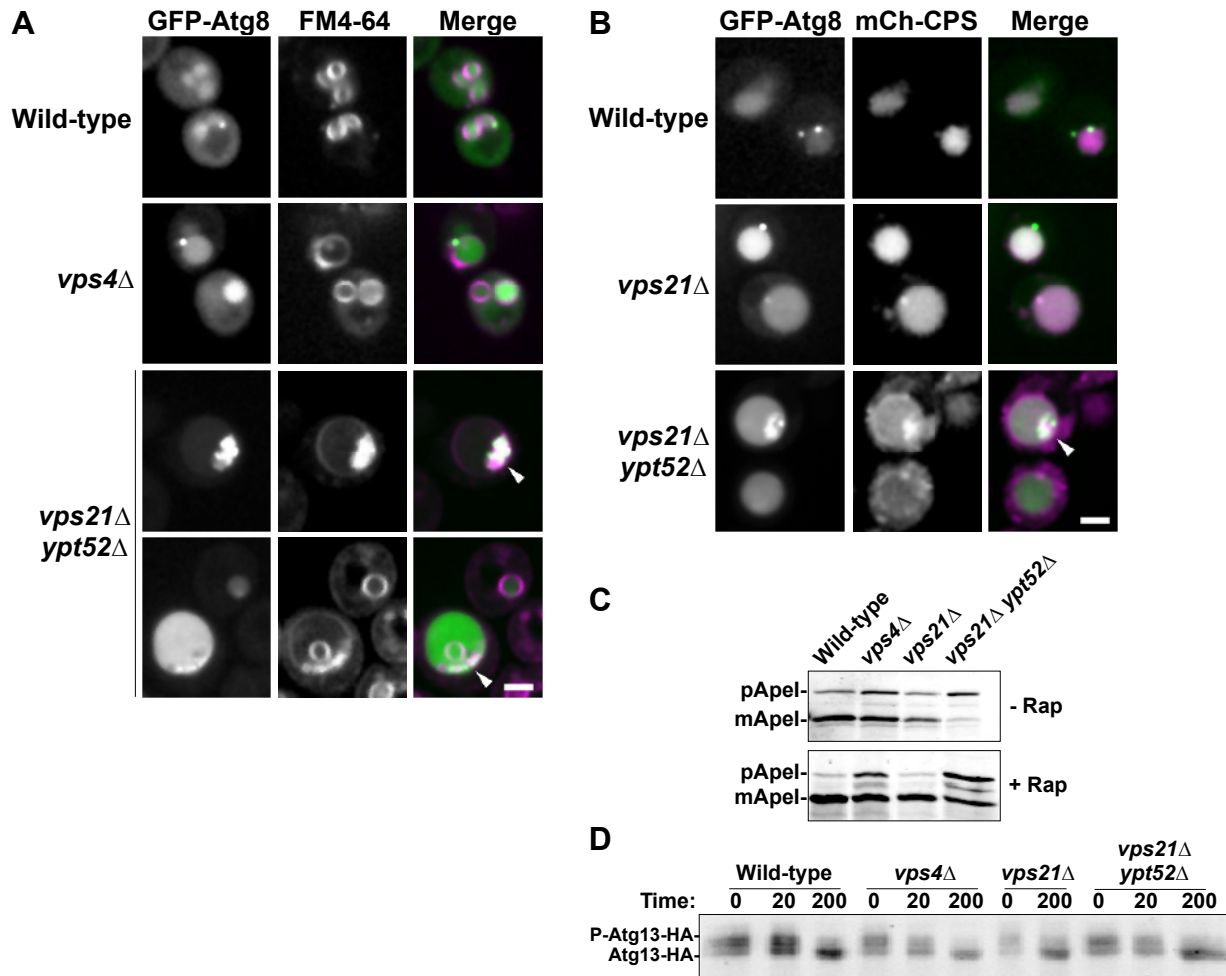 A
GFP-Atg8 FM4-64 Merge
Wild-type
vps4Δ
vps21Δ
ypt52Δ
B
GFP-Atg8 mCh-CPS Merge
Wild-type
vps21Δ
vps21Δ
ypt52Δ
C
Wild-type vps4Δ vps21Δ vps21Δ ypt52Δ
pApeI-
mApeI-
- Rap
pApeI-
mApeI-
+ Rap
D
Wild-type vps4Δ vps21Δ vps21Δ
ypt52Δ
Time: 0 20 200 0 20 200 0 200 0 20 200
P-Atg13-HA-
Atg13-HA-